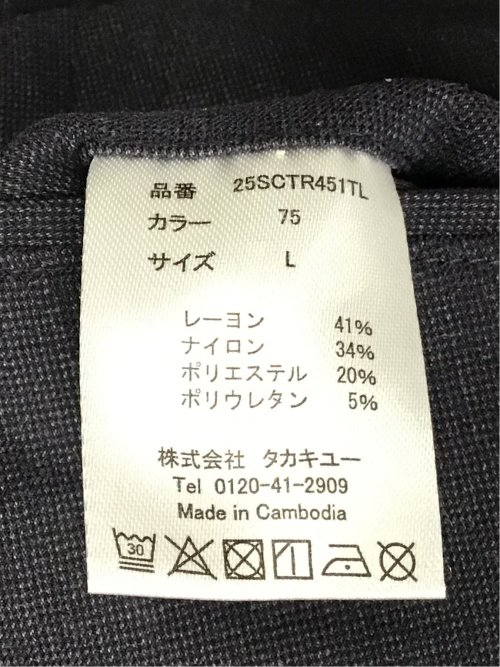 品番 25SCTR451TL
カラー 75
サイズ L
レーヨン 41%
ナイロン 34%
ポリエステル 20%
ポリウレタン 5%
株式会社 タカキユー
Tel 0120-41-2909
Made in Cambodia
30